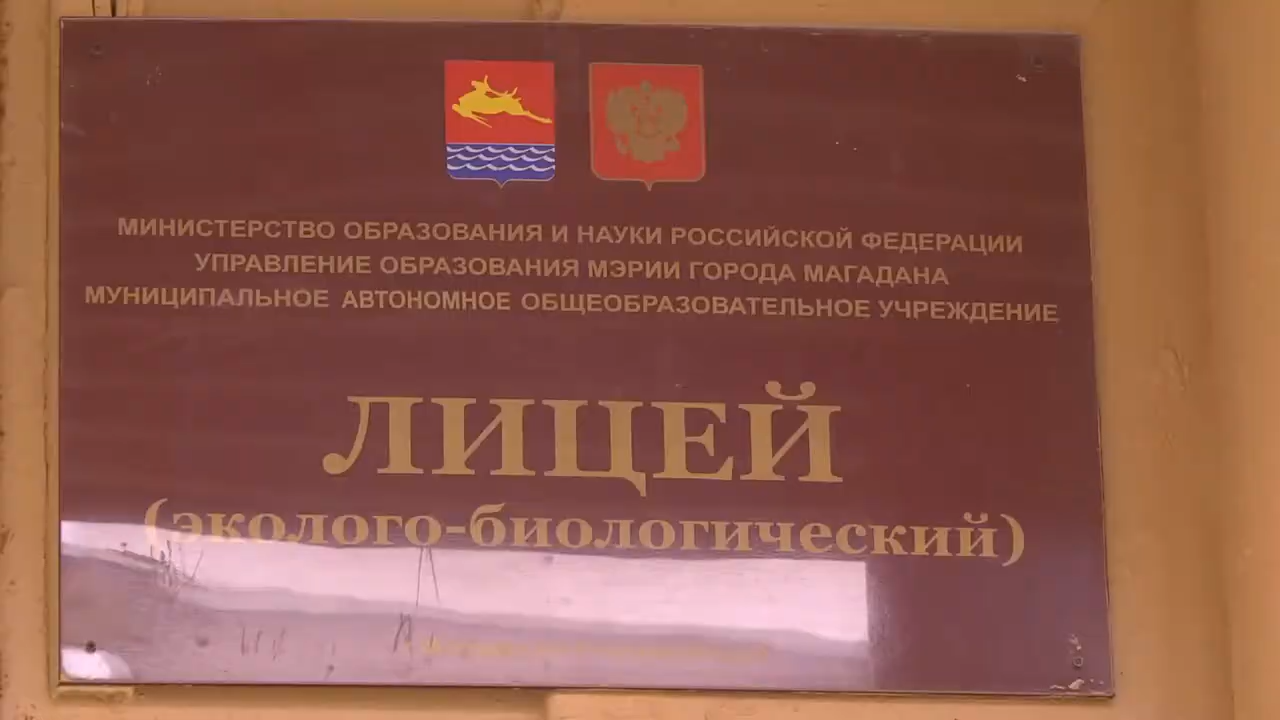 МИНИСТЕРСТВО ОБРАЗОВАНИЯ И НАУКИ РОССИЙСКОЙ ФЕДЕРАЦИИ
УПРАВЛЕНИЕ ОБРАЗОВАНИЯ МЭРИИ ГОРОДА МАГАДАНА
МУНИЦИПАЛЬНОЕ АВТОНОМНОЕ ОБЩЕОБРАЗОВАТЕЛЬНОЕ УЧРЕЖДЕНИЕ
ЛИЦЕЙ
(эколого-биологический)